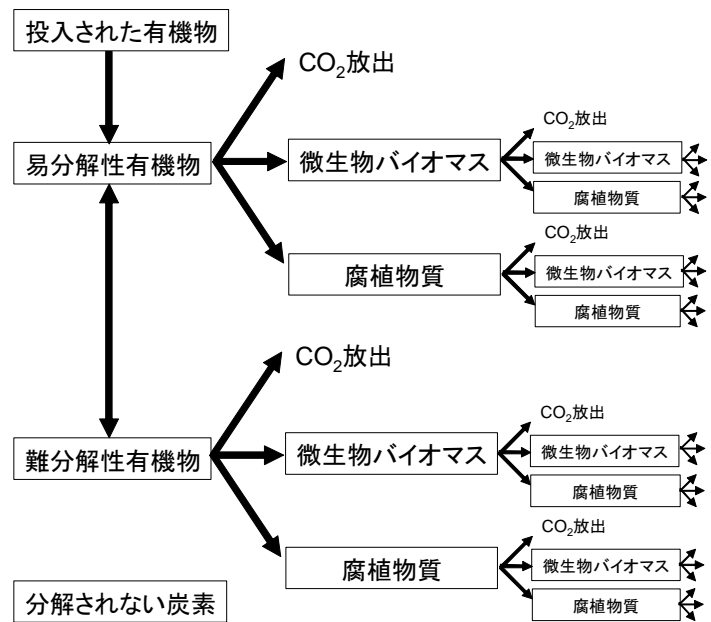 投入された有機物
CO2放出
易分解性有機物
微生物バイオマス
CO2放出
微生物バイオマス
腐植物質
腐植物質
CO2放出
微生物バイオマス
腐植物質
CO2放出
難分解性有機物
微生物バイオマス
CO2放出
微生物バイオマス
腐植物質
腐植物質
CO2放出
微生物バイオマス
腐植物質
分解されない炭素